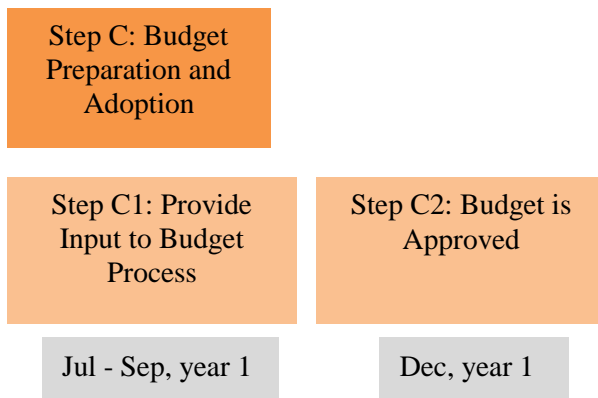 Step C: Budget
Preparation and
Adoption
Step C1: Provide
Input to Budget
Process
Step C2: Budget is
Approved
Jul - Sep, year 1
Dec, year 1